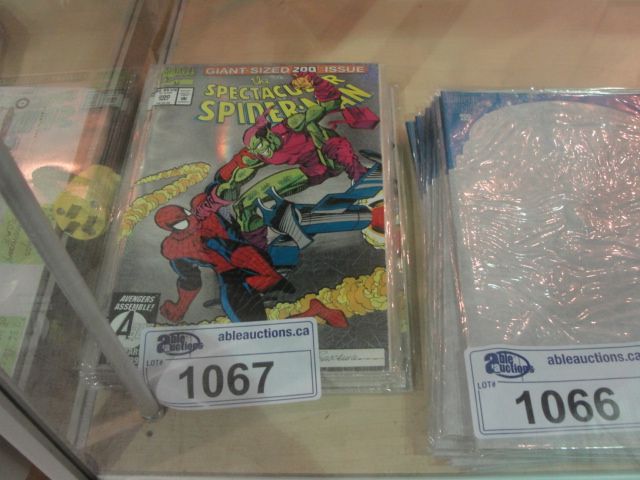 GIANT SIZED 200TH ISSUE
The
SPECTACULAR
SPIDER-MAN
AVENGERS
ASSEMBLE!
A
Able
Auctions
ableauctions.ca
LOT#
1067
Able
Auctions
ableauctions.ca
LOT#
1066